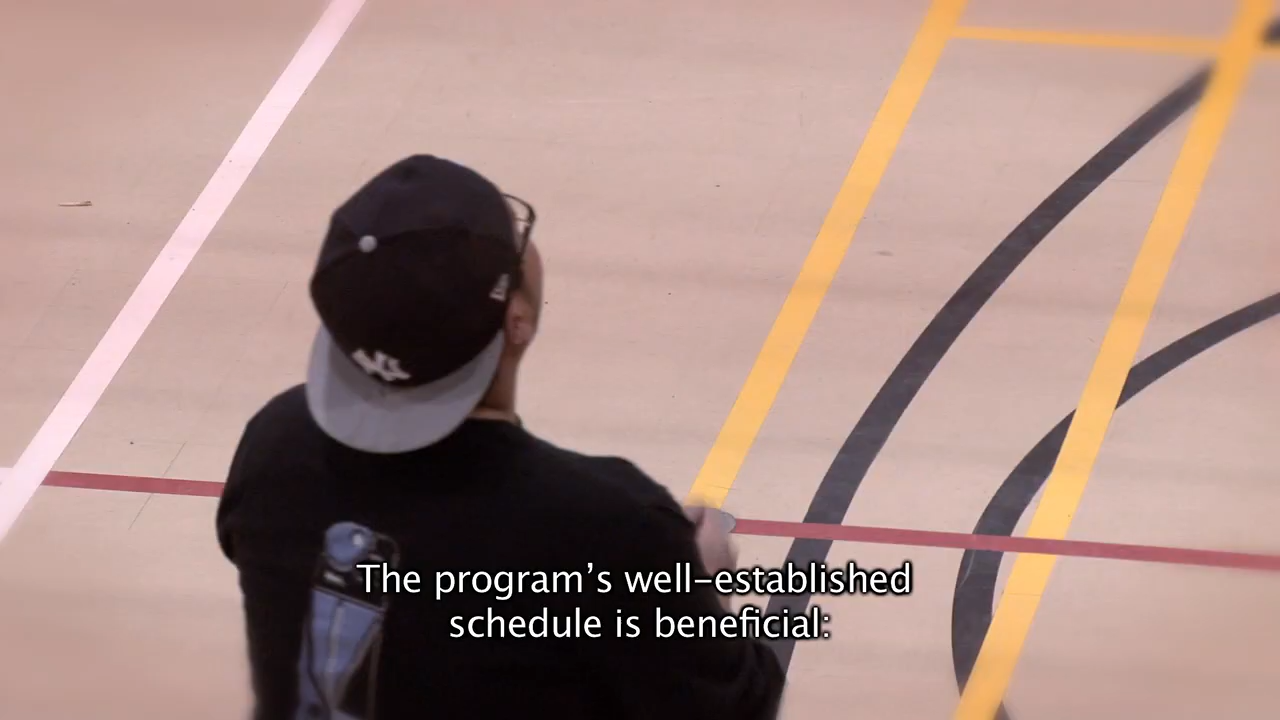 The program’s well–established
schedule is beneficial: